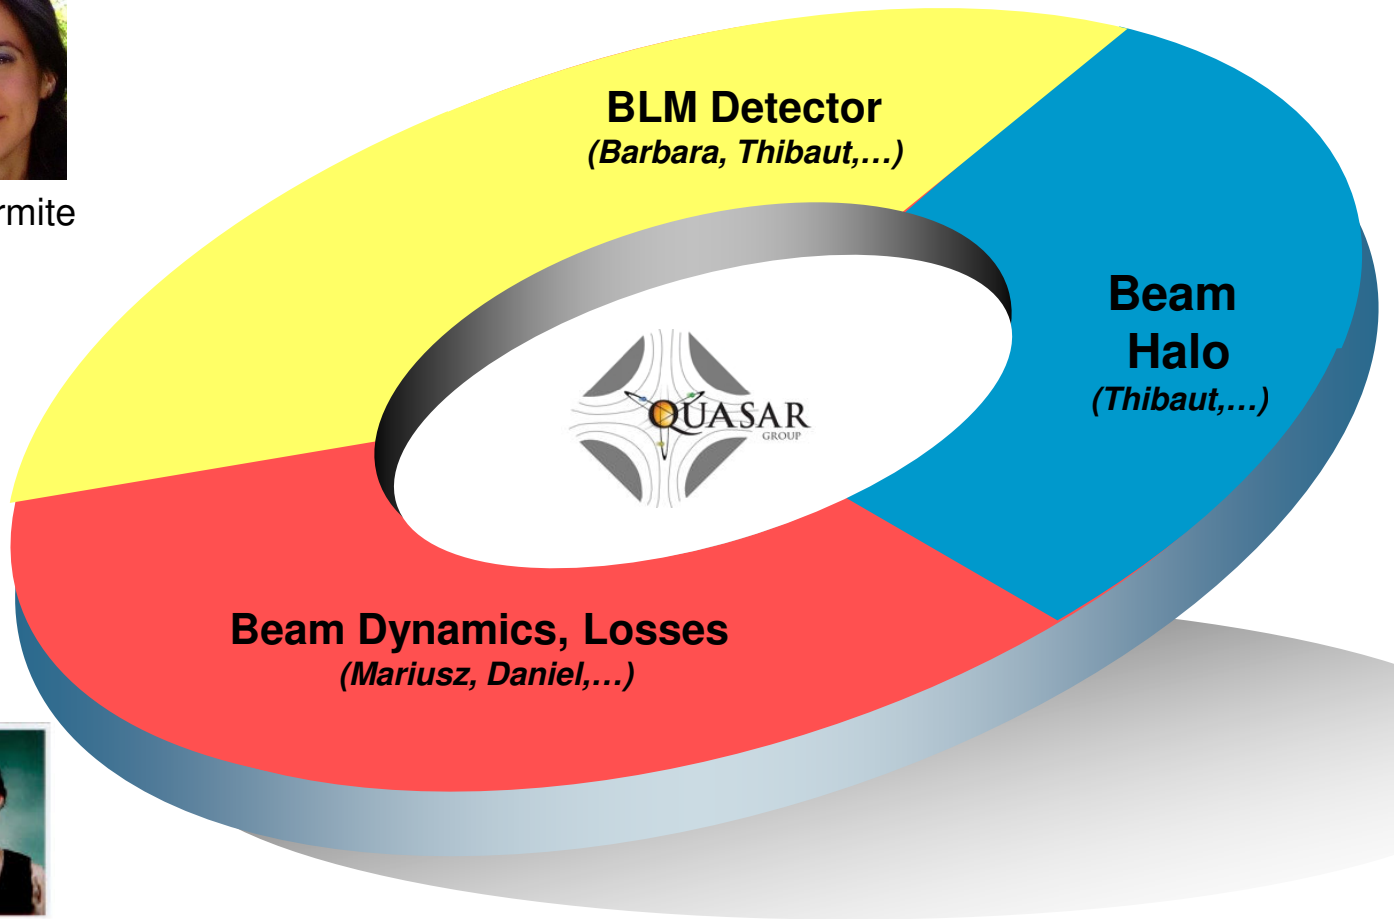 BLM Detector
(Barbara, Thibaut,…)
rmite
Beam
Halo
(Thibaut,…)
QUASAR
GROUP
Beam Dynamics, Losses
(Mariusz, Daniel,…)